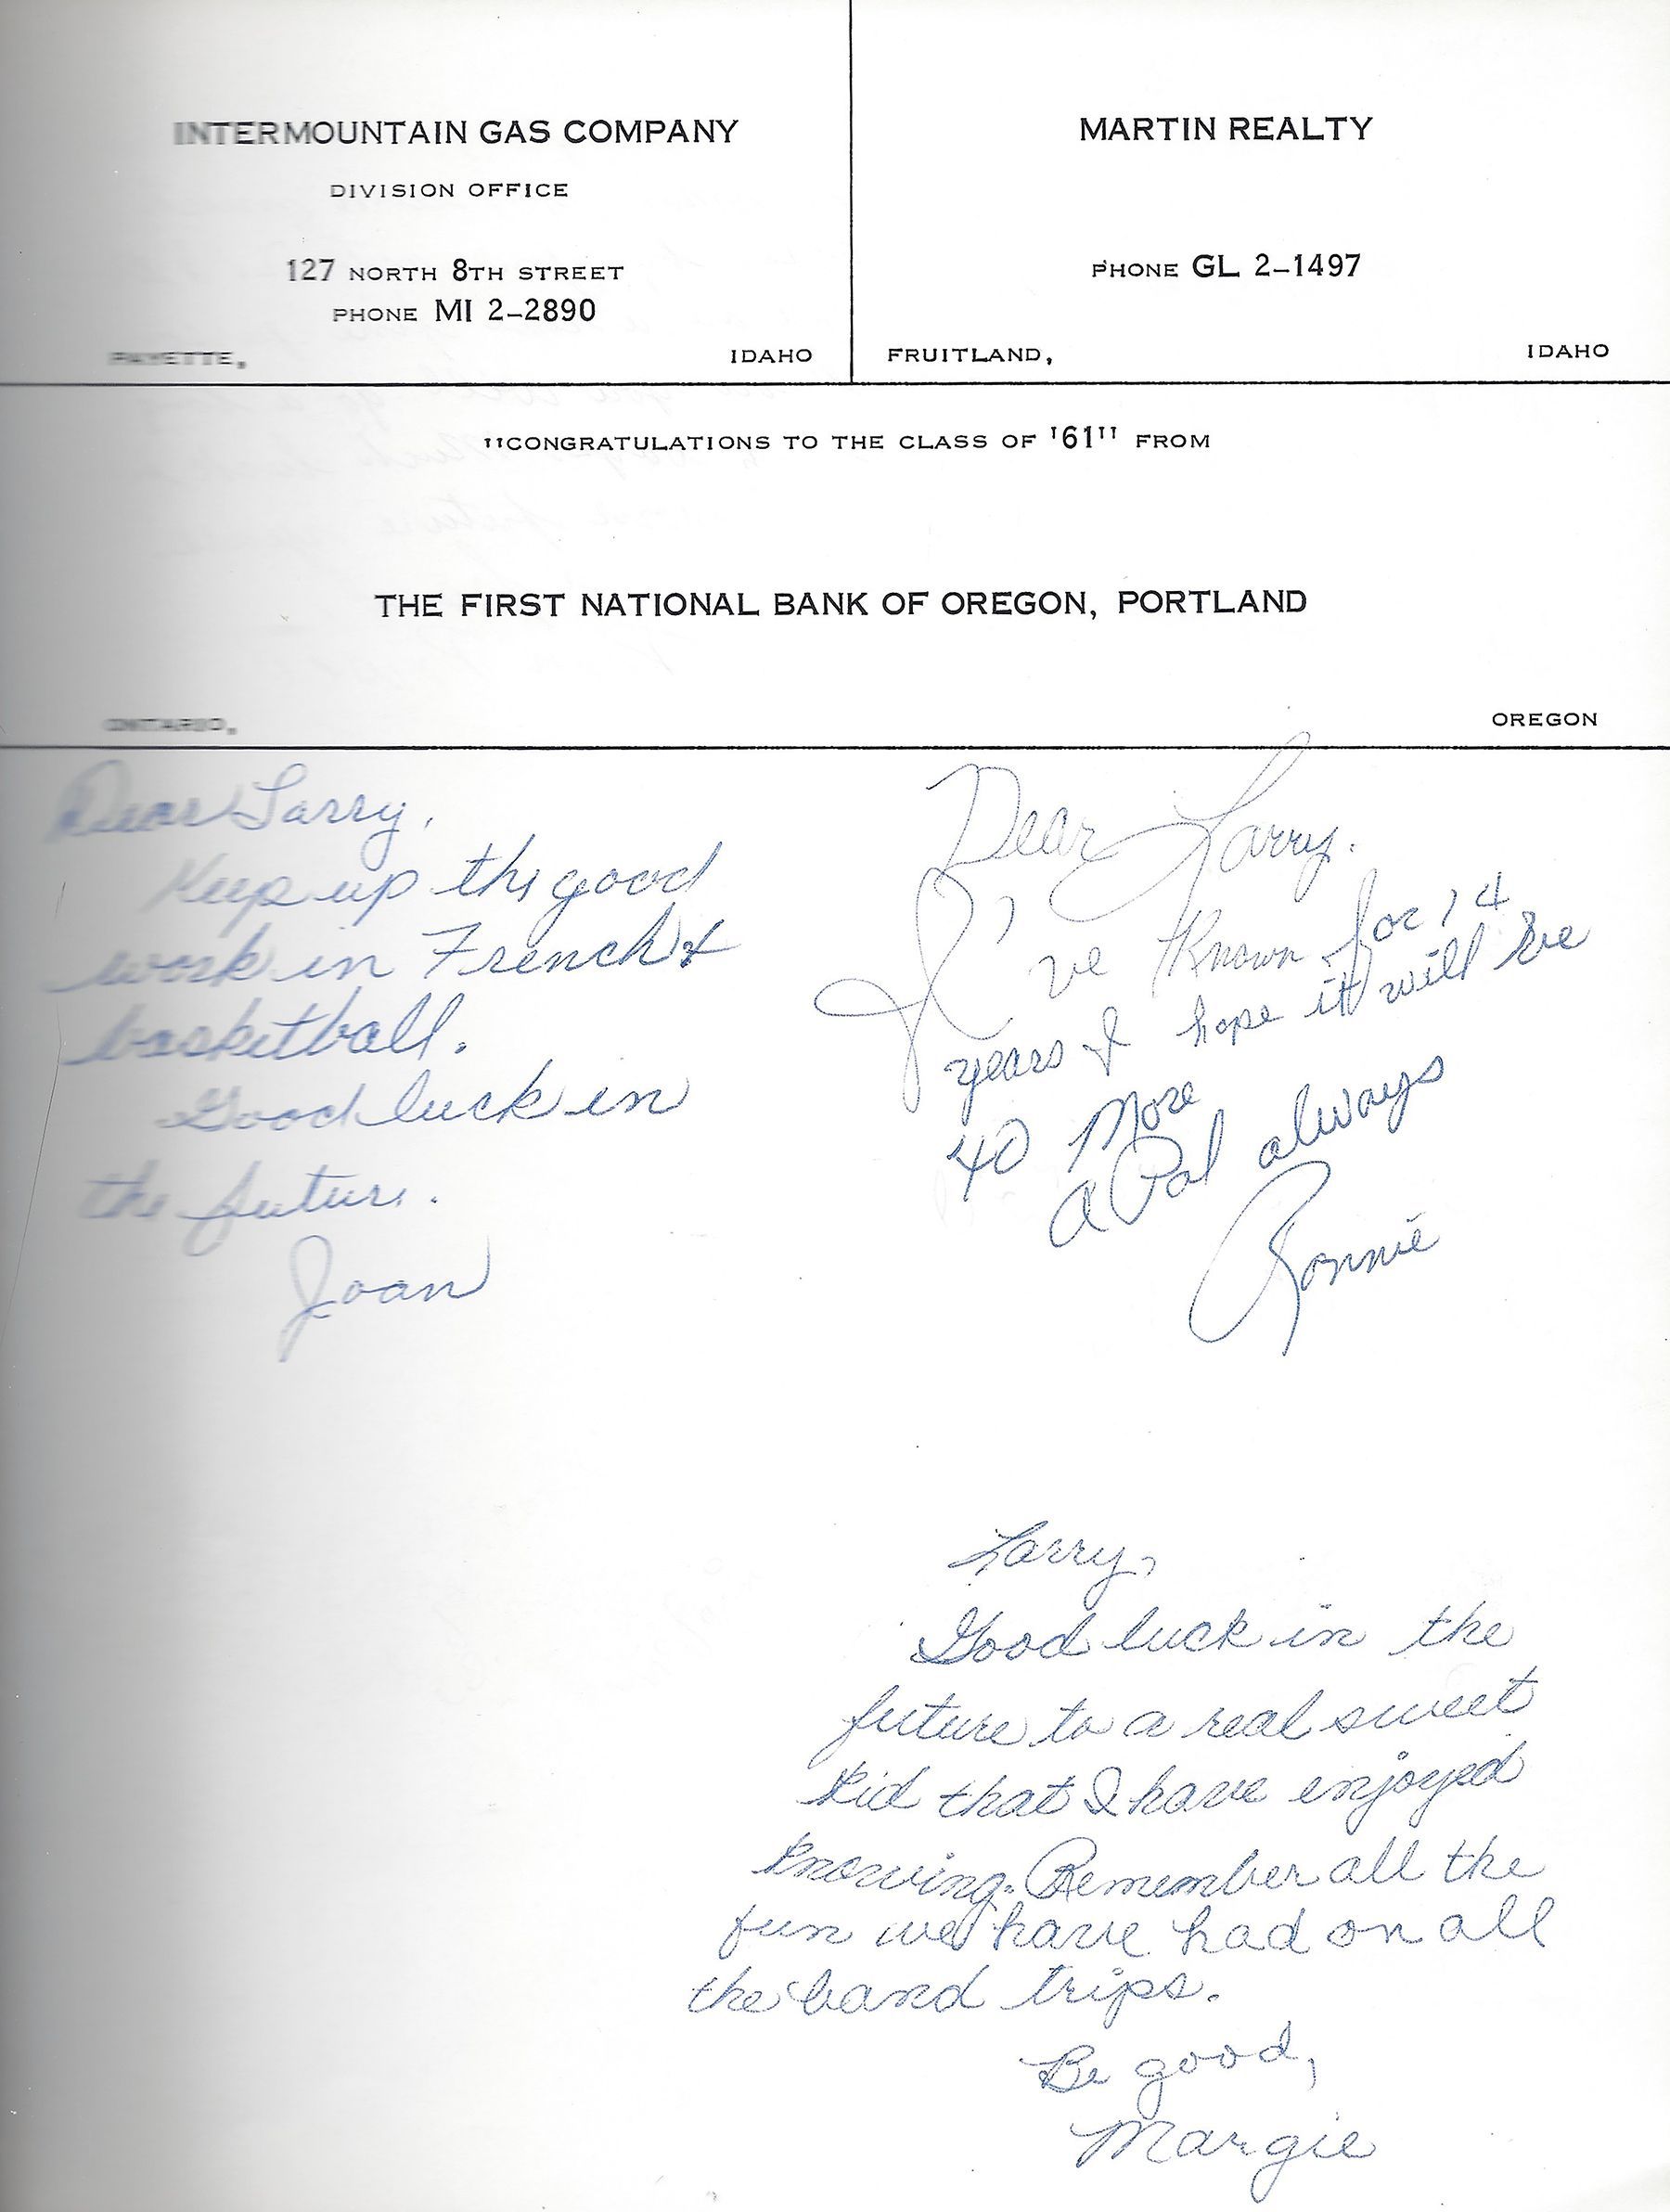 INTERMOUNTAIN GAS COMPANY
DIVISION OFFICE
127 NORTH 8TH STREET
PHONE MI 2-2890
PAYETTE, IDAHO
MARTIN REALTY
PHONE GL 2-1497
FRUITLAND, IDAHO
"CONGRATULATIONS TO THE CLASS OF '61" FROM
THE FIRST NATIONAL BANK OF OREGON, PORTLAND
ONTARIO, OREGON
Dear Larry,
Keep up the good
work in French &
basketball.
Good luck in
the future.
Joan
Dear Larry.
I've Known for 14
years I hope it will be
40 More
a Pal always
Ronnie
Larry,
Good luck in the
future to a real sweet
kid that I have enjoyed
knowing. Remember all the
fun we have had on all
the band trips.
Be good,
Margie